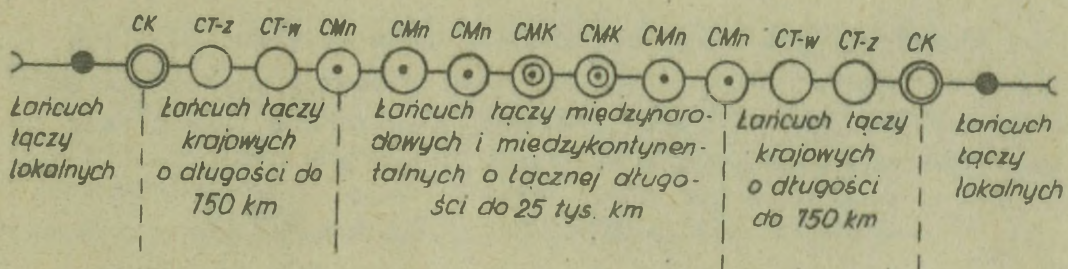 CK CT-z CT-w CMn CMn CMn CMK CMK CMn CMn CT-w CT-z CK
Łańcuch
łączy
lokalnych
Łańcuch łączy
krajowych
o długości do
750 km
Łańcuch łączy międzynaro-
dowych i międzykontynen-
talnych o łącznej długo-
ści do 25 tys. km
Łańcuch łączy
krajowych
o długości
do 750 km
Łańcuch
łączy
lokalnych